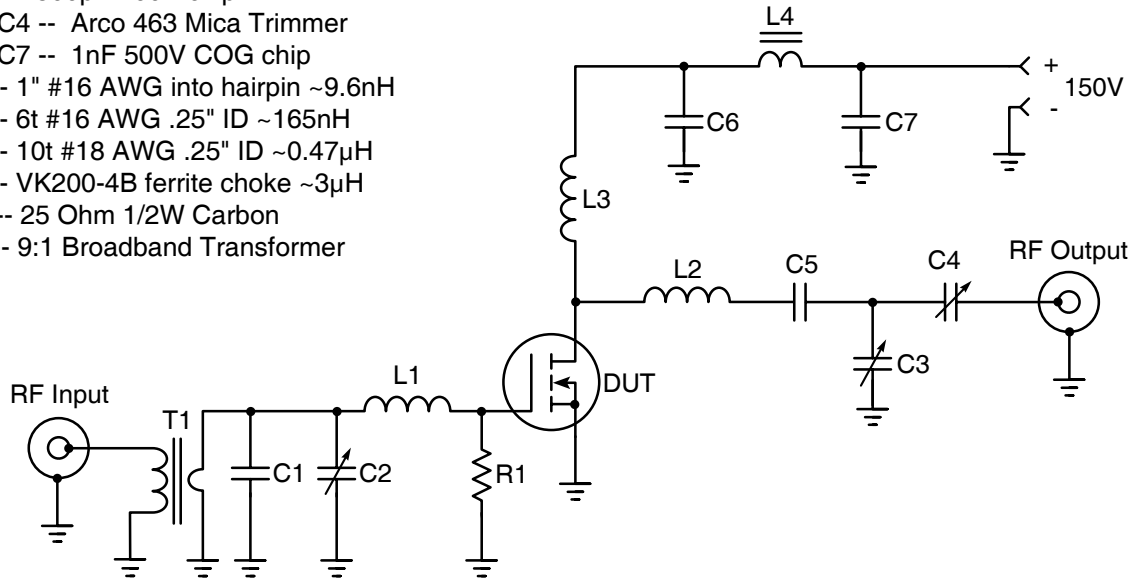 C4 -- Arco 463 Mica Trimmer
C7 -- 1nF 500V COG chip
- 1" #16 AWG into hairpin ~9.6nH
- 6t #16 AWG .25" ID ~165nH
- 10t #18 AWG .25" ID ~0.47µH
- VK200-4B ferrite choke ~3µH
-- 25 Ohm 1/2W Carbon
- 9:1 Broadband Transformer
L4
+
150V
-
C6
C7
L3
RF Output
L2
C5
C4
C3
DUT
L1
RF Input
T1
C1
C2
R1